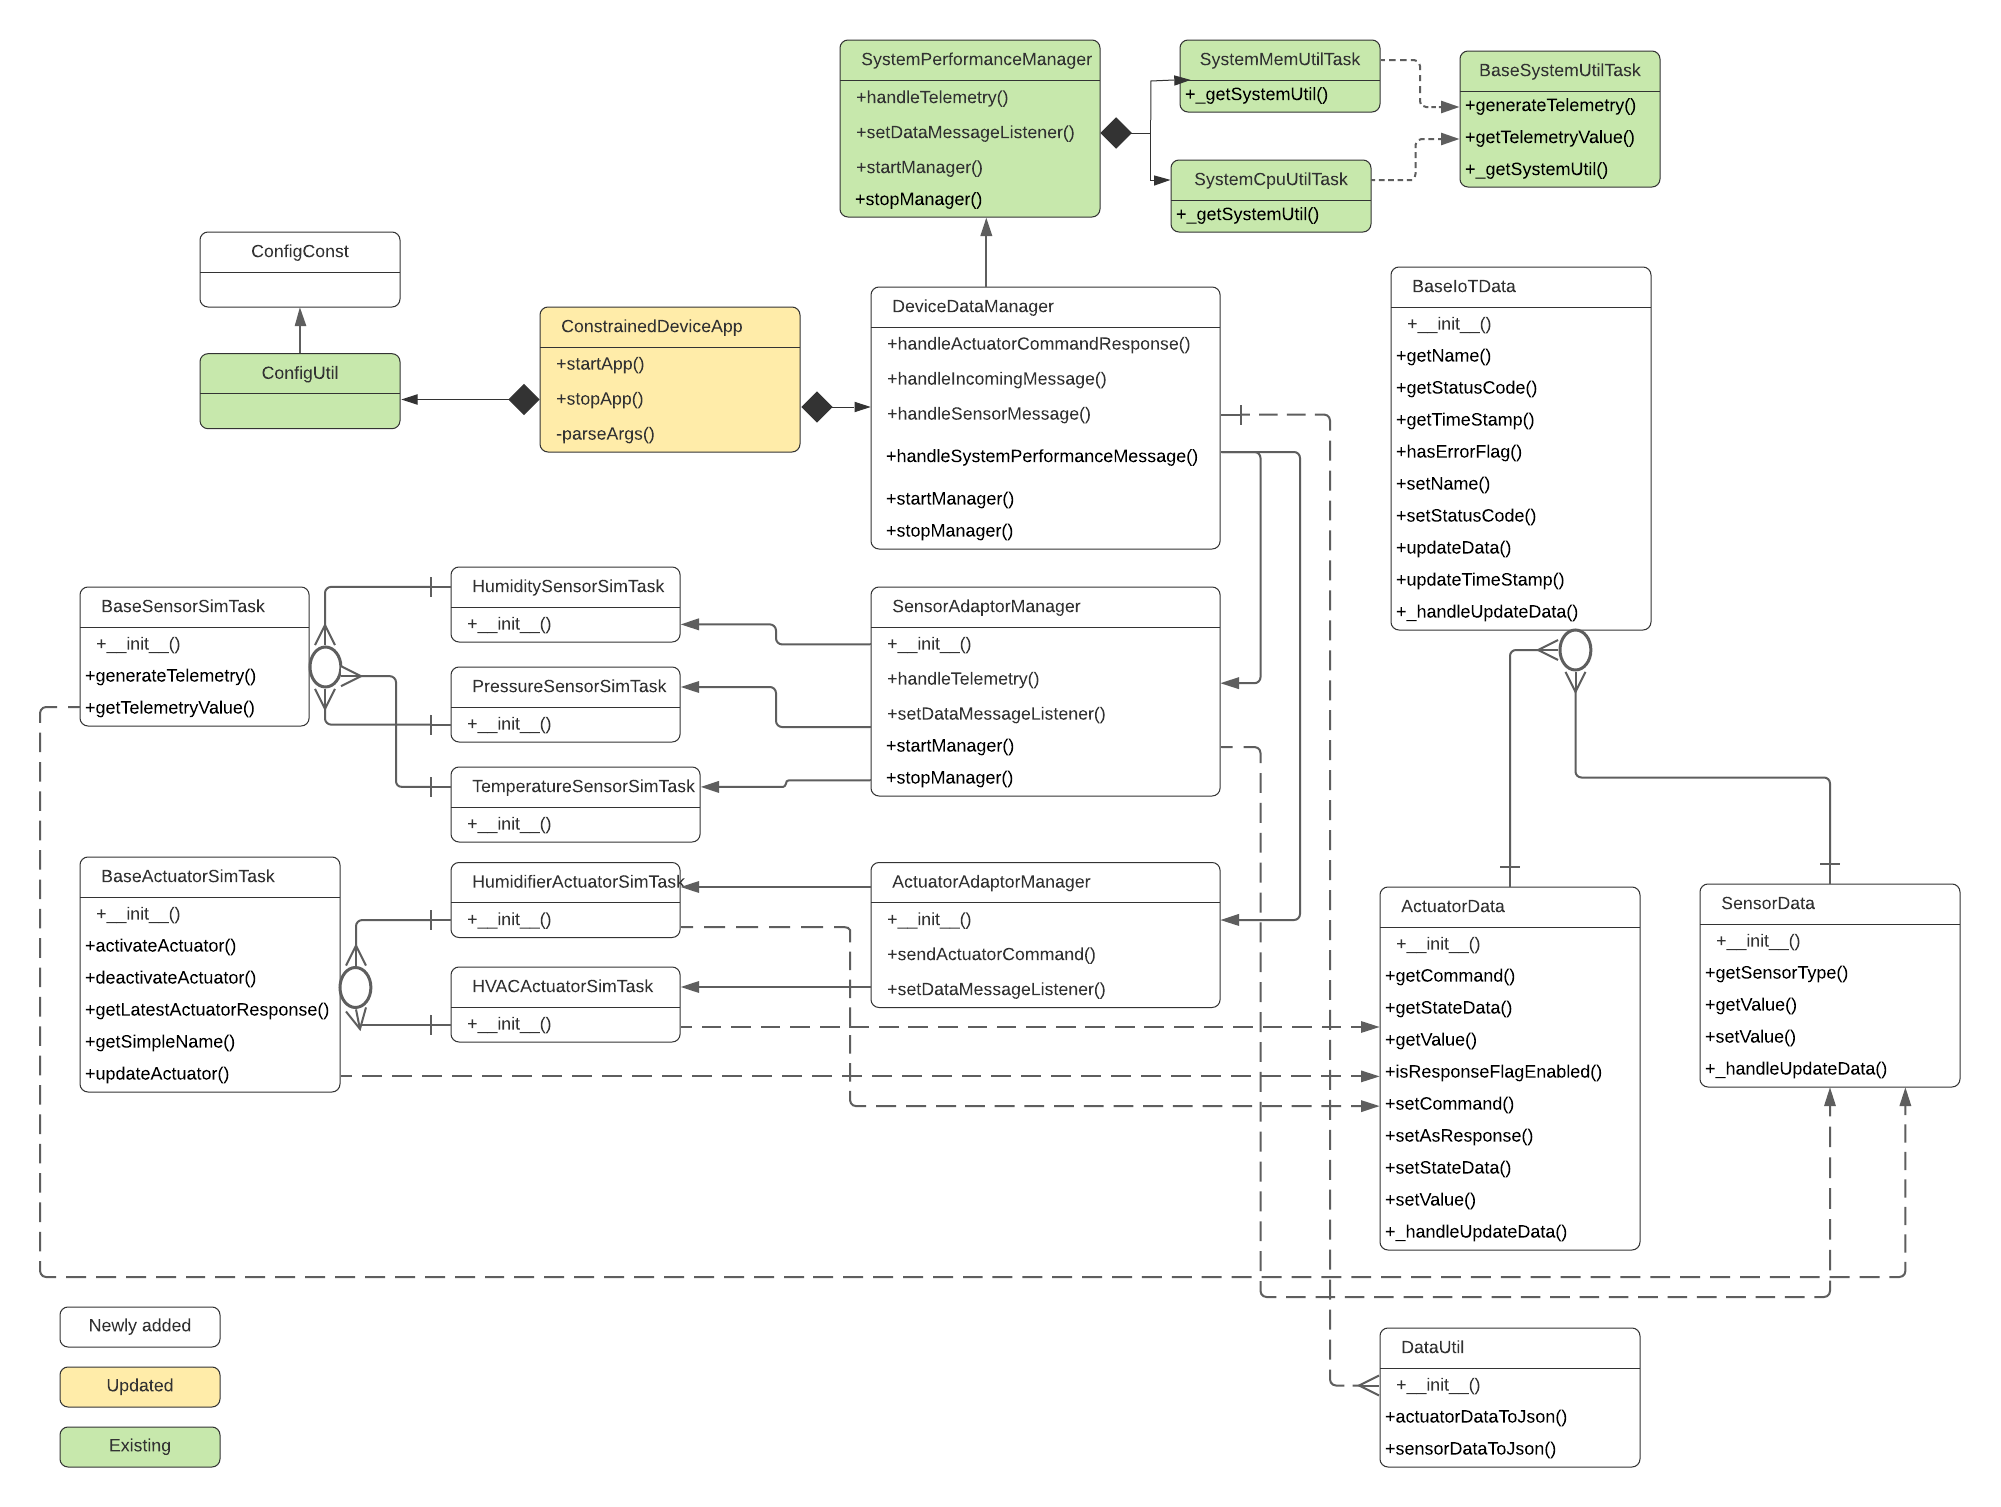 SystemPerformanceManager
+handleTelemetry()
+setDataMessageListener()
+startManager()
+stopManager()
SystemMemUtilTask
+_getSystemUtil()
SystemCpuUtilTask
+_getSystemUtil()
BaseSystemUtilTask
+generateTelemetry()
+getTelemetryValue()
+_getSystemUtil()
ConfigConst
ConfigUtil
ConstrainedDeviceApp
+startApp()
+stopApp()
-parseArgs()
DeviceDataManager
+handleActuatorCommandResponse()
+handleIncomingMessage()
+handleSensorMessage()
+handleSystemPerformanceMessage()
+startManager()
+stopManager()
BaseIoTData
+__init__()
+getName()
+getStatusCode()
+getTimeStamp()
+hasErrorFlag()
+setName()
+setStatusCode()
+updateData()
+updateTimeStamp()
+_handleUpdateData()
BaseSensorSimTask
+__init__()
+generateTelemetry()
+getTelemetryValue()
HumiditySensorSimTask
+__init__()
PressureSensorSimTask
+__init__()
TemperatureSensorSimTask
+__init__()
SensorAdaptorManager
+__init__()
+handleTelemetry()
+setDataMessageListener()
+startManager()
+stopManager()
BaseActuatorSimTask
+__init__()
+activateActuator()
+deactivateActuator()
+getLatestActuatorResponse()
+getSimpleName()
+updateActuator()
HumidifierActuatorSimTask
+__init__()
HVACActuatorSimTask
+__init__()
ActuatorAdaptorManager
+__init__()
+sendActuatorCommand()
+setDataMessageListener()
ActuatorData
+__init__()
+getCommand()
+getStateData()
+getValue()
+isResponseFlagEnabled()
+setCommand()
+setAsResponse()
+setStateData()
+setValue()
+_handleUpdateData()
SensorData
+__init__()
+getSensorType()
+getValue()
+setValue()
+_handleUpdateData()
Newly added
Updated
Existing
DataUtil
+__init__()
+actuatorDataToJson()
+sensorDataToJson()